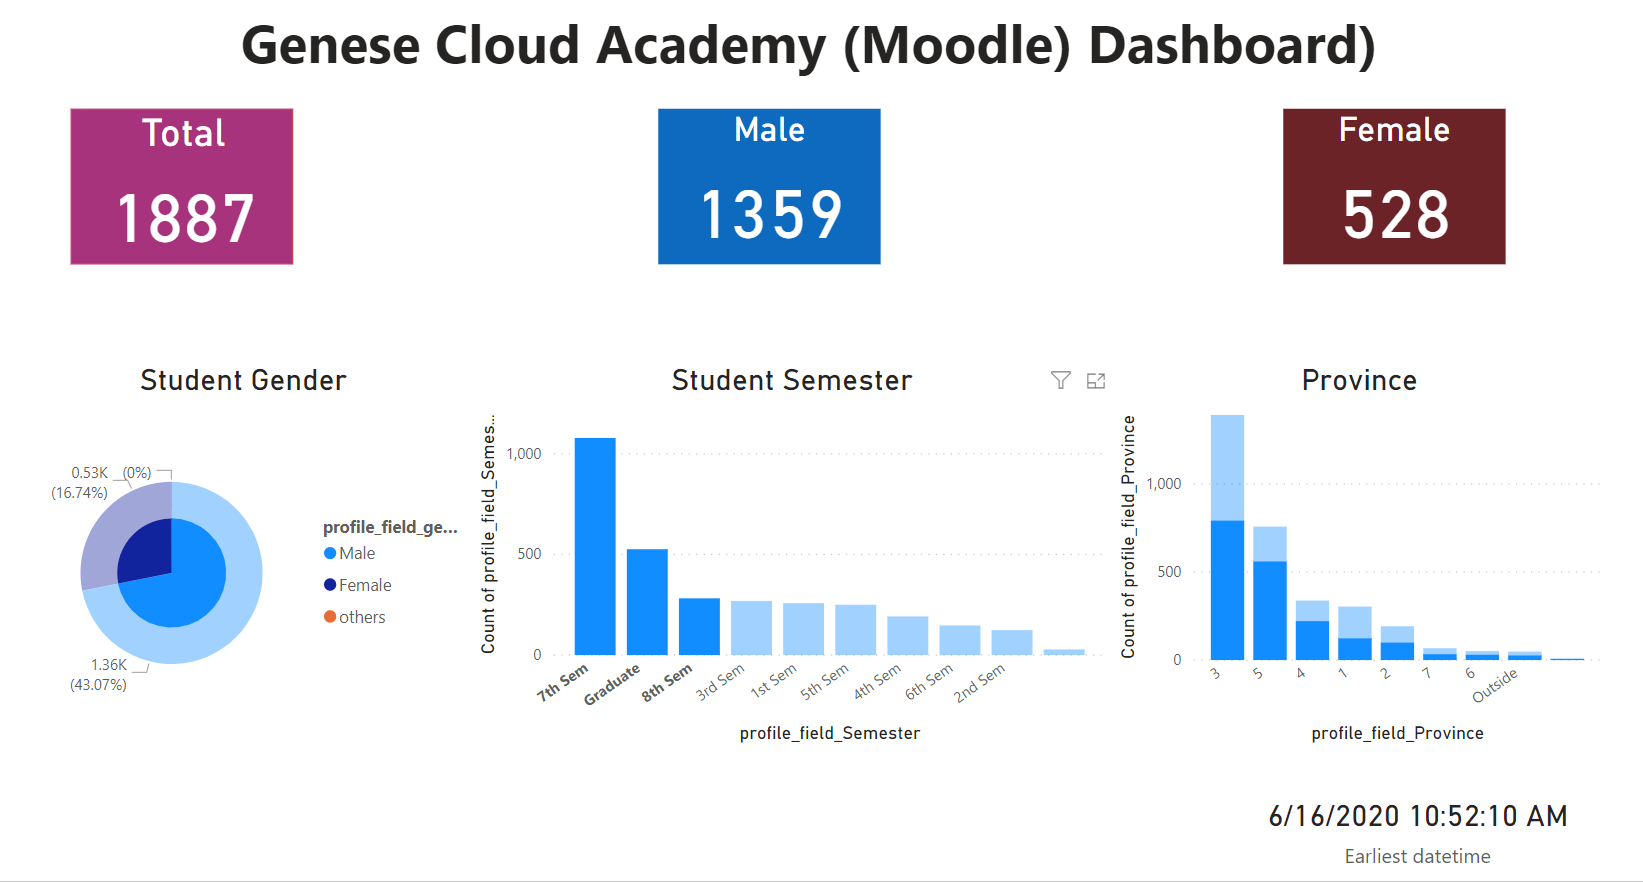 Genese Cloud Academy (Moodle) Dashboard)
Total
1887
Male
1359
Female
528
Student Gender
0.53K
(16.74%)
(0%)
1.36K
(43.07%)
profile_field_ge...
Male
Female
others
Student Semester
Count of profile_field_Semes...
1,000
500
0
7th Sem
Graduate
8th Sem
3rd Sem
1st Sem
5th Sem
4th Sem
6th Sem
2nd Sem
profile_field_Semester
Province
Count of profile_field_Province
1,000
500
0
3
5
4
1
2
7
6
Outside
profile_field_Province
6/16/2020 10:52:10 AM
Earliest datetime